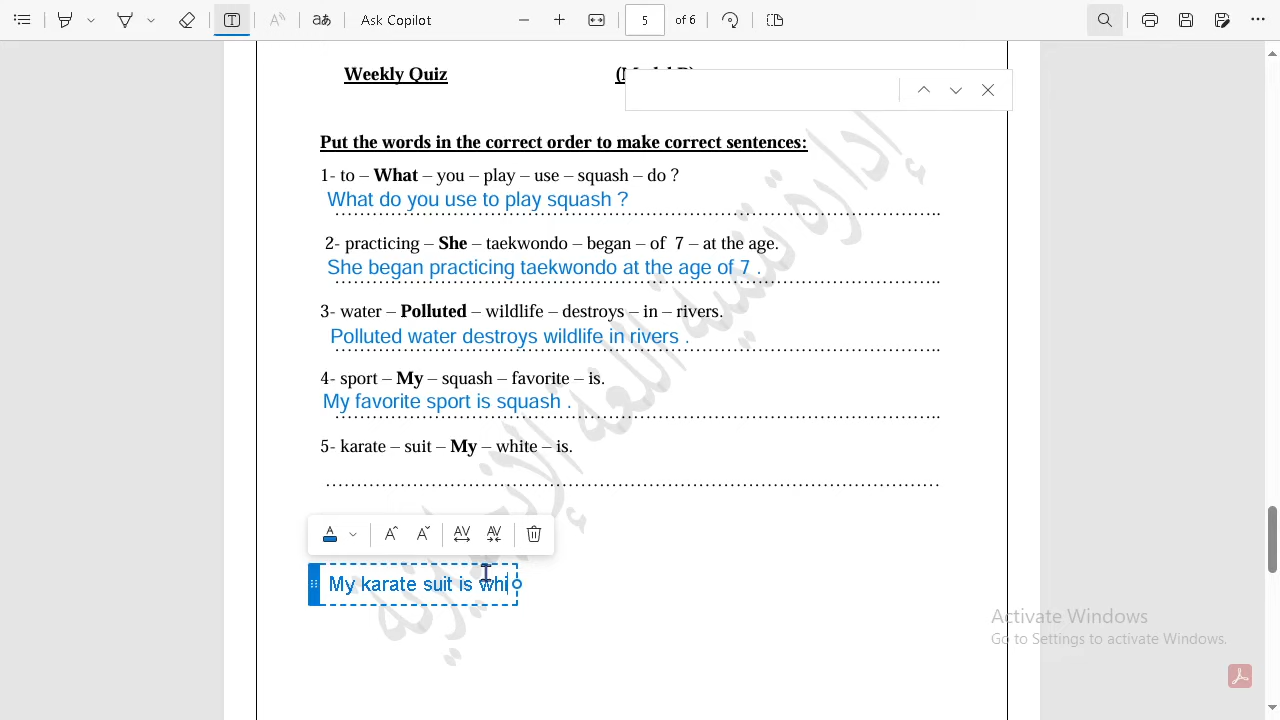 Ask Copilot
5 of 6
Weekly Quiz
Put the words in the correct order to make correct sentences:
1- to – What – you – play – use – squash – do ?
What do you use to play squash ?
2- practicing – She – taekwondo – began – of 7 – at the age.
She began practicing taekwondo at the age of 7 .
3- water – Polluted – wildlife – destroys – in – rivers.
Polluted water destroys wildlife in rivers .
4- sport – My – squash – favorite – is.
My favorite sport is squash .
5- karate – suit – My – white – is.
My karate suit is whi
إدارة تنمية اللغة الإنجليزية
Activate Windows
Go to Settings to activate Windows.